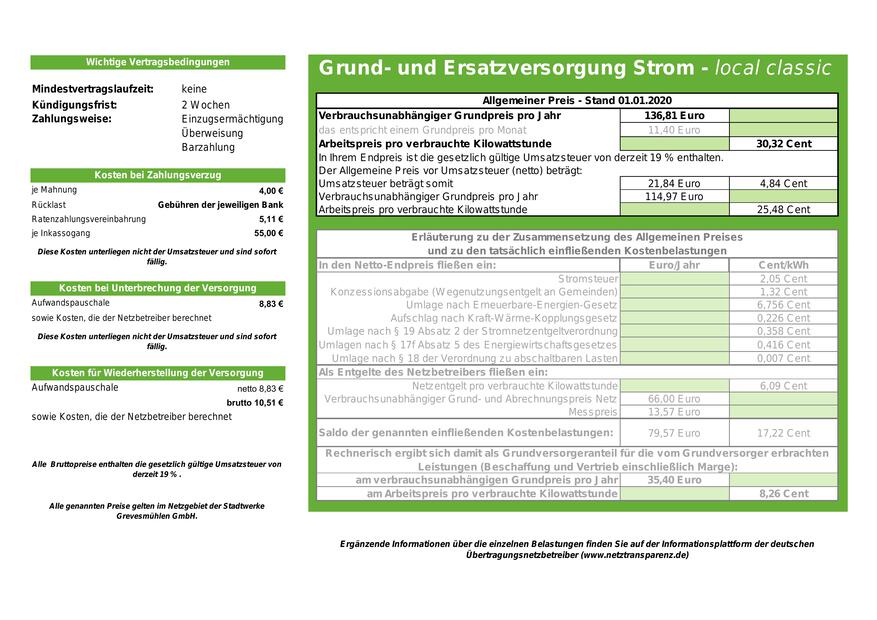 Wichtige Vertragsbedingungen
Mindestvertragslaufzeit: keine
Kündigungsfrist: 2 Wochen
Zahlungsweise: Einzugsermächtigung
Überweisung
Barzahlung
Kosten bei Zahlungsverzug
je Mahnung 4,00 €
Rücklast Gebühren der jeweiligen Bank
Ratenzahlungsvereinbahrung 5,11 €
je Inkassogang 55,00 €
Diese Kosten unterliegen nicht der Umsatzsteuer und sind sofort
fällig.
Kosten bei Unterbrechung der Versorgung
Aufwandspauschale 8,83 €
sowie Kosten, die der Netzbetreiber berechnet
Diese Kosten unterliegen nicht der Umsatzsteuer und sind sofort
fällig.
Kosten für Wiederherstellung der Versorgung
Aufwandspauschale netto 8,83 €
brutto 10,51 €
sowie Kosten, die der Netzbetreiber berechnet
Alle Bruttopreise enthalten die gesetzlich gültige Umsatzsteuer von
derzeit 19 % .
Alle genannten Preise gelten im Netzgebiet der Stadtwerke
Grevesmühlen GmbH.
Grund- und Ersatzversorgung Strom - local classic
Allgemeiner Preis - Stand 01.01.2020
Verbrauchsunabhängiger Grundpreis pro Jahr 136,81 Euro
das entspricht einem Grundpreis pro Monat 11,40 Euro
Arbeitspreis pro verbrauchte Kilowattstunde 30,32 Cent
In Ihrem Endpreis ist die gesetzlich gültige Umsatzsteuer von derzeit 19 % enthalten.
Der Allgemeine Preis vor Umsatzsteuer (netto) beträgt:
Umsatzsteuer beträgt somit 21,84 Euro 4,84 Cent
Verbrauchsunabhängiger Grundpreis pro Jahr 114,97 Euro
Arbeitspreis pro verbrauchte Kilowattstunde 25,48 Cent
Erläuterung zu der Zusammensetzung des Allgemeinen Preises
und zu den tatsächlich einfließenden Kostenbelastungen
In den Netto-Endpreis fließen ein: Euro/Jahr Cent/kWh
Stromsteuer 2,05 Cent
Konzessionsabgabe (Wegenutzungsentgelt an Gemeinden) 1,32 Cent
Umlage nach Erneuerbare-Energien-Gesetz 6,756 Cent
Aufschlag nach Kraft-Wärme-Kopplungsgesetz 0,226 Cent
Umlage nach § 19 Absatz 2 der Stromnetzentgeltverordnung 0,358 Cent
Umlagen nach § 17f Absatz 5 des Energiewirtschaftsgesetzes 0,416 Cent
Umlage nach § 18 der Verordnung zu abschaltbaren Lasten 0,007 Cent
Als Entgelte des Netzbetreibers fließen ein:
Netzentgelt pro verbrauchte Kilowattstunde 6,09 Cent
Verbrauchsunabhängiger Grund- und Abrechnungspreis Netz 66,00 Euro
Messpreis 13,57 Euro
Saldo der genannten einfließenden Kostenbelastungen: 79,57 Euro 17,22 Cent
Rechnerisch ergibt sich damit als Grundversorgeranteil für die vom Grundversorger erbrachten
Leistungen (Beschaffung und Vertrieb einschließlich Marge):
am verbrauchsunabhängigen Grundpreis pro Jahr 35,40 Euro
am Arbeitspreis pro verbrauchte Kilowattstunde 8,26 Cent
Ergänzende Informationen über die einzelnen Belastungen finden Sie auf der Informationsplattform der deutschen
Übertragungsnetzbetreiber (www.netztransparenz.de)